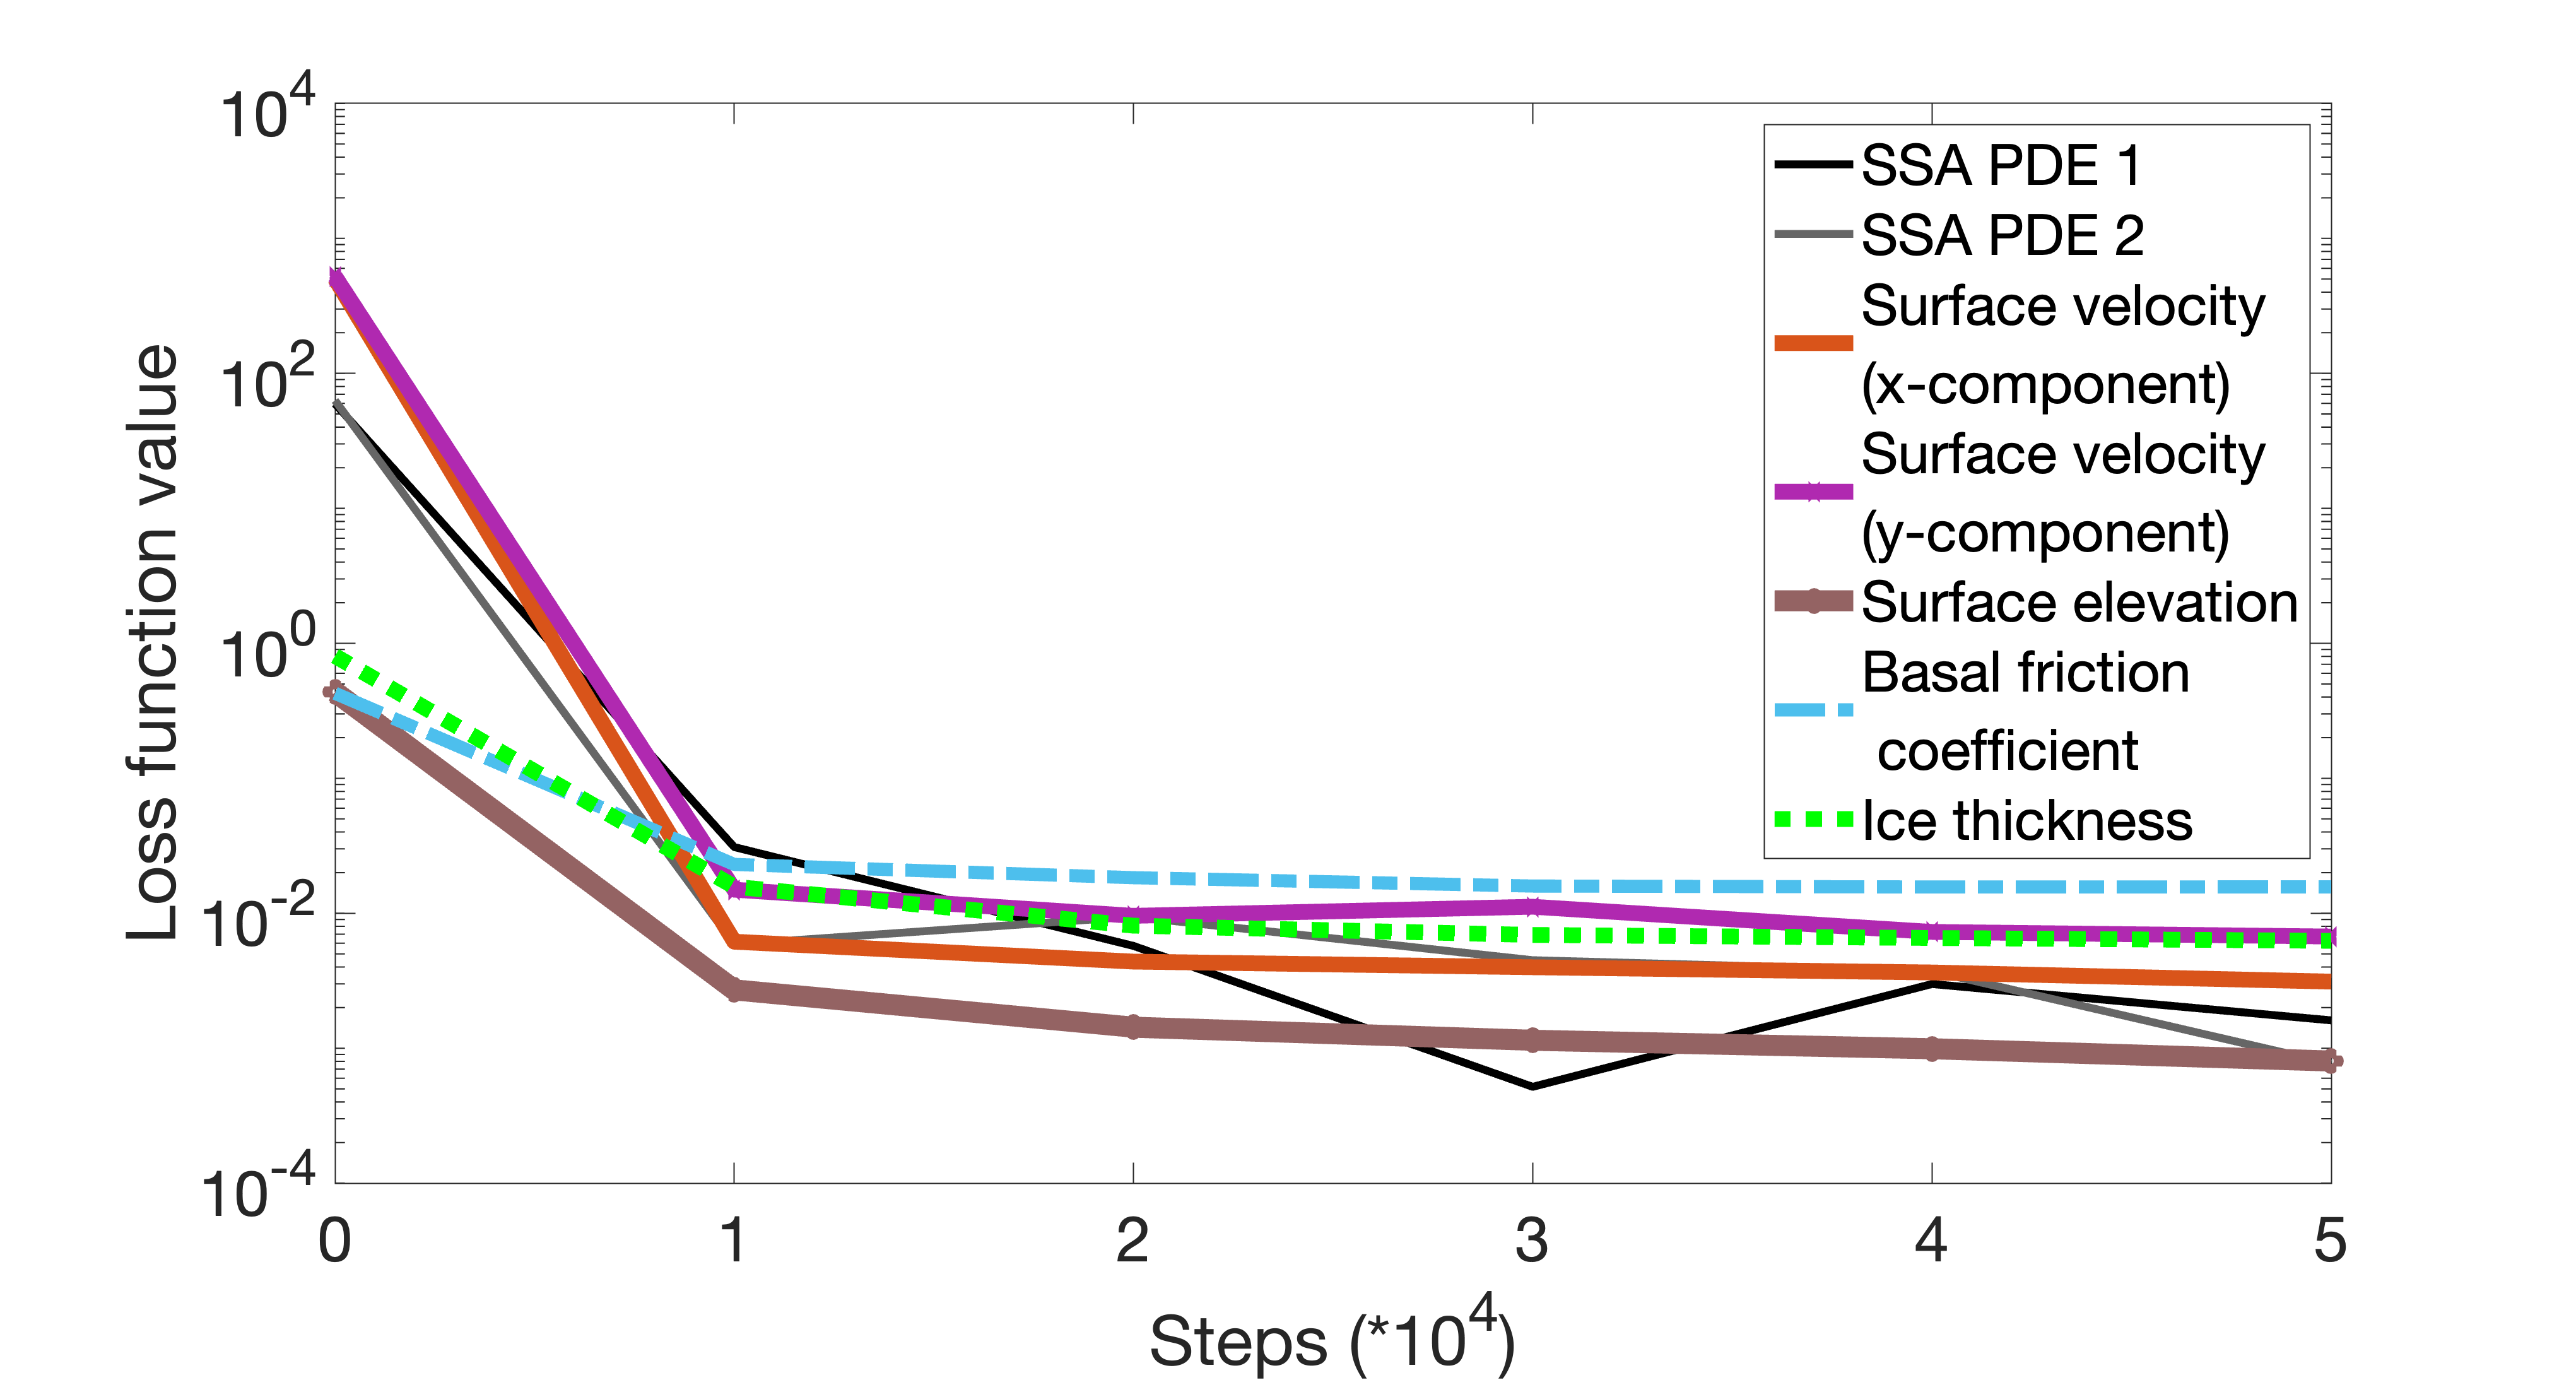 10^4
10^2
10^0
10^-2
10^-4
Loss function value
0 1 2 3 4 5
Steps (*10^4)
SSA PDE 1
SSA PDE 2
Surface velocity
(x-component)
Surface velocity
(y-component)
Surface elevation
Basal friction
coefficient
Ice thickness